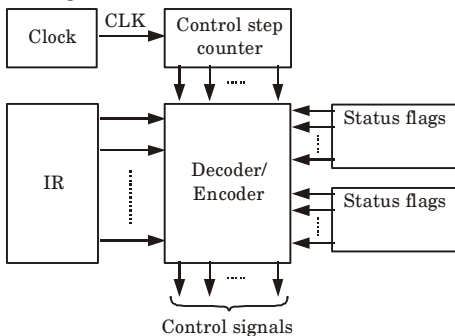 Clock
CLK
Control step
counter
IR
Decoder/
Encoder
Status flags
Status flags
Control signals